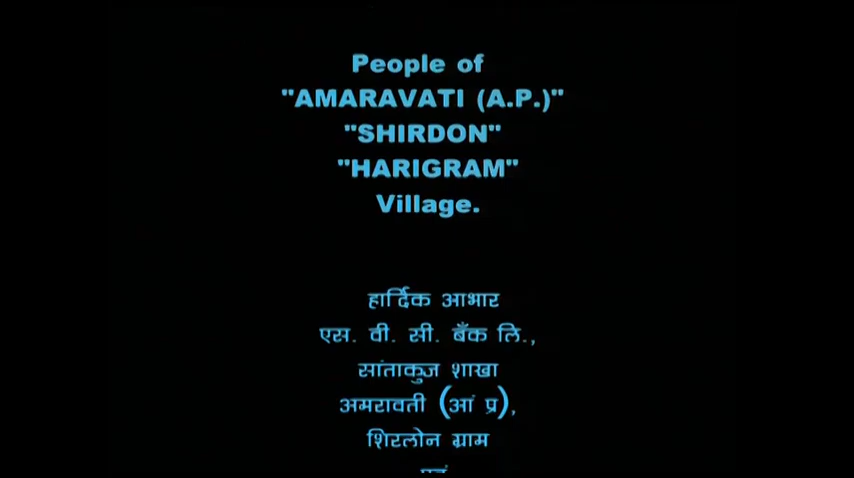 People of
"AMARAVATI (A.P.)"
"SHIRDON"
"HARIGRAM"
Village.
हार्दिक आभार
एस. वी. सी. बैंक लि.,
सांताकुज शाखा
अमरावती (आं प्र),
शिरलोन ग्राम